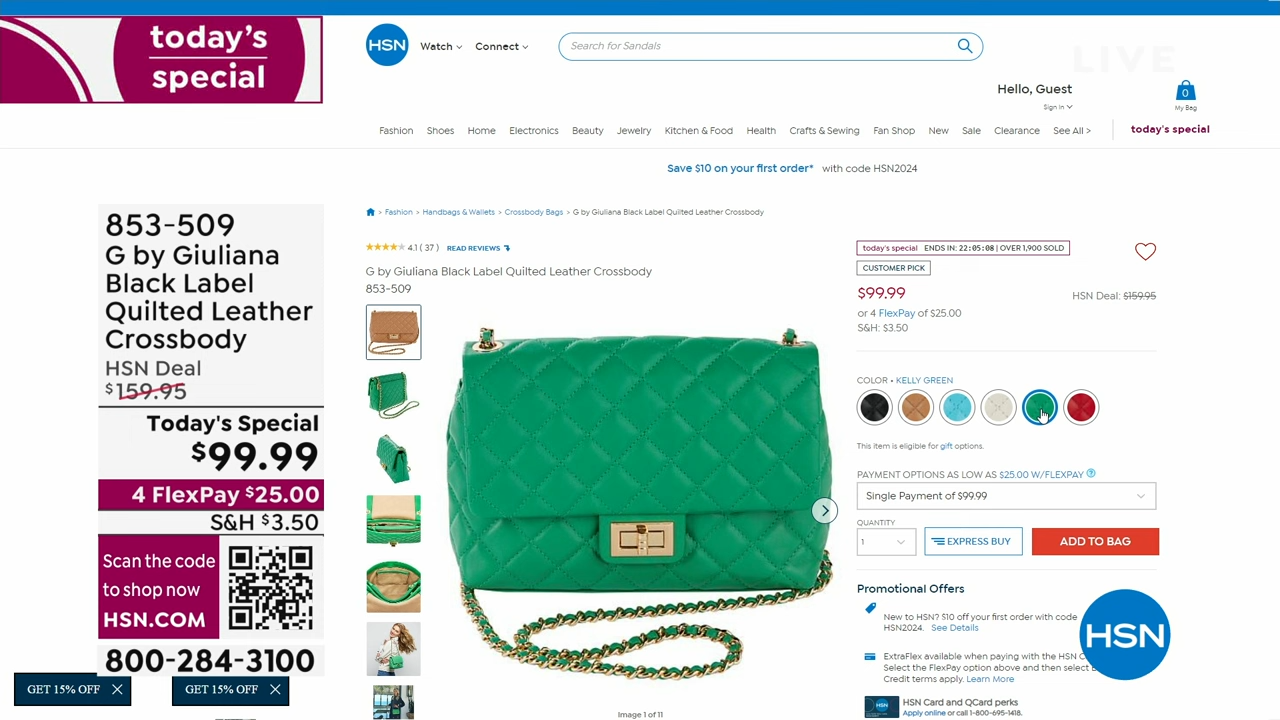 today's
special
HSN
Watch
Connect
Search for Sandals
LIVE
Hello, Guest
Sign in
0
My Bag
Fashion
Shoes
Home
Electronics
Beauty
Jewelry
Kitchen & Food
Health
Crafts & Sewing
Fan Shop
New
Sale
Clearance
See All >
today's special
Save $10 on your first order* with code HSN2024
853-509
G by Giuliana
Black Label
Quilted Leather
Crossbody
HSN Deal
$159.95
Today's Special
$99.99
4 FlexPay $25.00
S&H $3.50
Scan the code
to shop now
HSN.COM
800-284-3100
GET 15% OFF
GET 15% OFF
> Fashion > Handbags & Wallets > Crossbody Bags > G by Giuliana Black Label Quilted Leather Crossbody
4.1 ( 37 ) READ REVIEWS
G by Giuliana Black Label Quilted Leather Crossbody
853-509
Image 1 of 11
today's special ENDS IN: 22:05:08 | OVER 1,900 SOLD
CUSTOMER PICK
$99.99
HSN Deal: $159.95
or 4 FlexPay of $25.00
S&H: $3.50
COLOR • KELLY GREEN
This item is eligible for gift options.
PAYMENT OPTIONS AS LOW AS $25.00 W/FLEXPAY ?
Single Payment of $99.99
QUANTITY
1
EXPRESS BUY
ADD TO BAG
Promotional Offers
New to HSN? $10 off your first order with code
HSN2024. See Details
ExtraFlex available when paying with the HSN
Select the FlexPay option above and then select
Credit terms apply. Learn More
HSN
HSN
HSN Card and QCard perks
Apply online or call 1-800-695-1418.